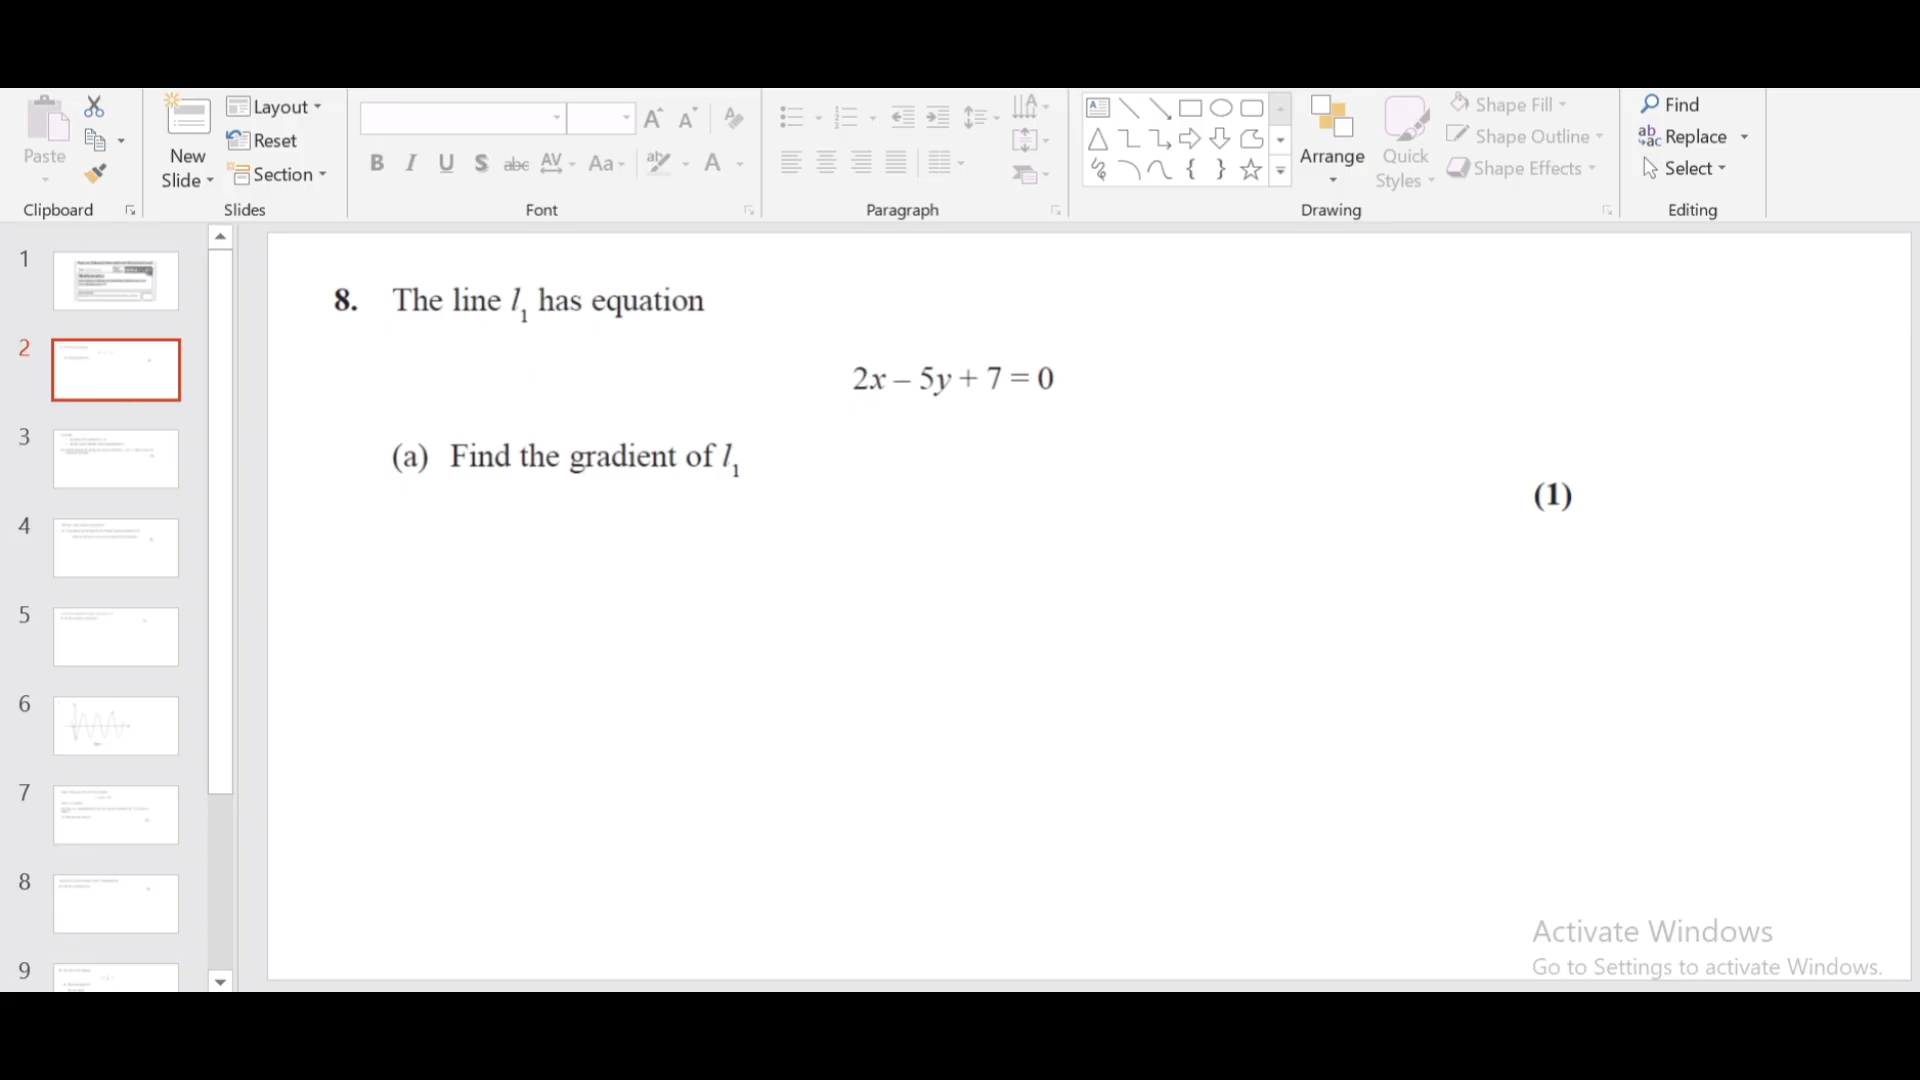 Paste
Clipboard
New
Slide
Layout
Reset
Section
Slides
B I U S abc AV Aa A
Font
Paragraph
Arrange
Quick
Styles
Shape Fill
Shape Outline
Shape Effects
Drawing
Find
Replace
Select
Editing
1
2
3
4
5
6
7
8
9
8. The line l₁ has equation
2x – 5y + 7 = 0
(a) Find the gradient of l₁
(1)
Activate Windows
Go to Settings to activate Windows.